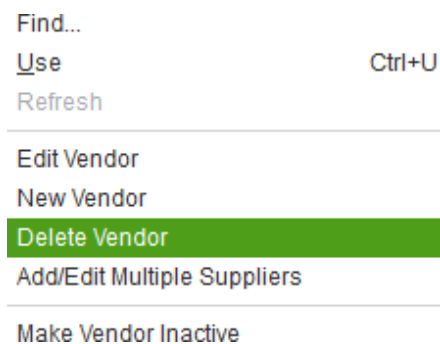 Find...
Use Ctrl+U
Refresh
Edit Vendor
New Vendor
Delete Vendor
Add/Edit Multiple Suppliers
Make Vendor Inactive